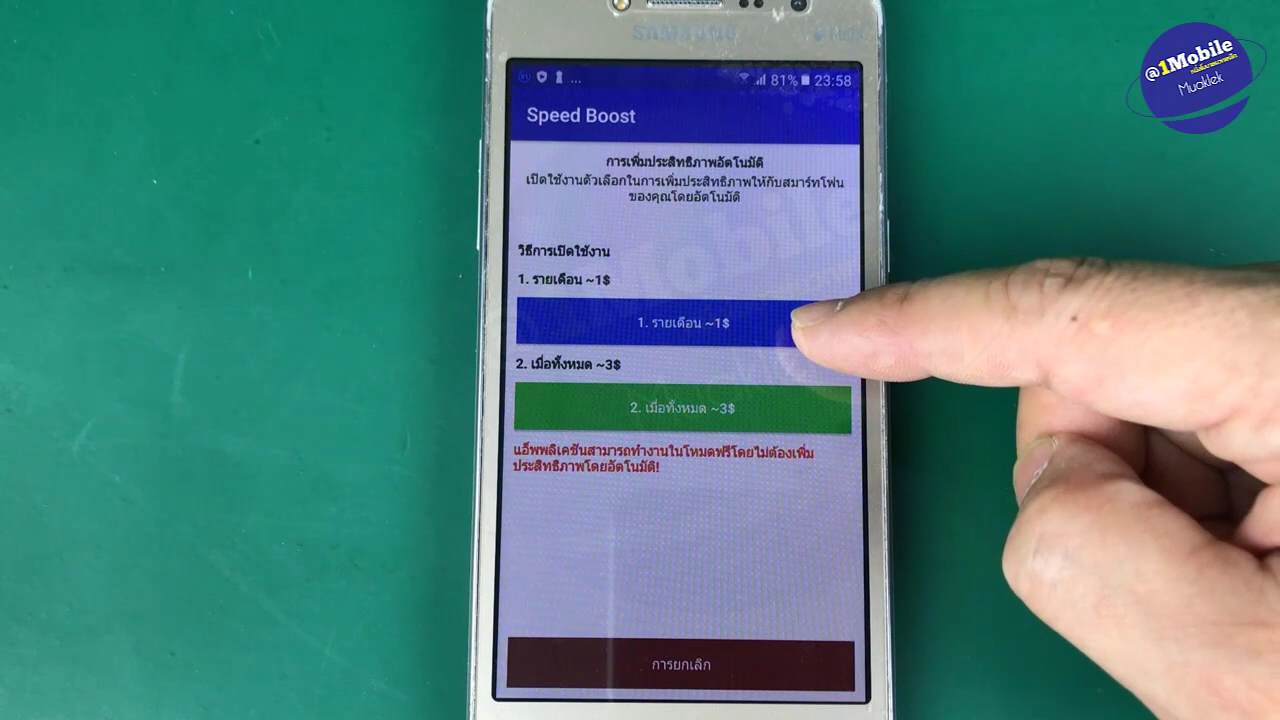 SAMSUNG
@1Mobile
Muaklek
... 81% 23:58
Speed Boost
การเพิ่มประสิทธิภาพอัตโนมัติ
เปิดใช้งานตัวเลือกในการเพิ่มประสิทธิภาพให้กับสมาร์ทโฟน
ของคุณโดยอัตโนมัติ
วิธีการเปิดใช้งาน
1. รายเดือน ~1$
1. รายเดือน ~1$
2. เมื่อทั้งหมด ~3$
2. เมื่อทั้งหมด ~3$
แอ็พพลิเคชันสามารถทำงานในโหมดฟรีโดยไม่ต้องเพิ่ม
ประสิทธิภาพโดยอัตโนมัติ!
การยกเลิก